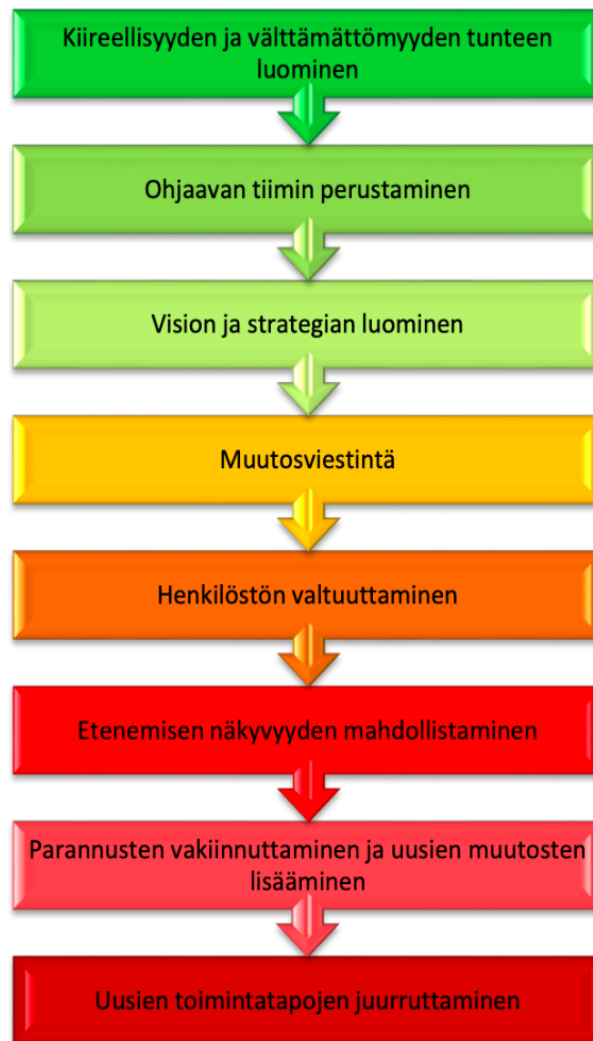 Kiireellisyyden ja välttämättömyyden tunteen
luominen
Ohjaavan tiimin perustaminen
Vision ja strategian luominen
Muutosviestintä
Henkilöstön valtuuttaminen
Etenemisen näkyvyyden mahdollistaminen
Parannusten vakiinnuttaminen ja uusien muutosten
lisääminen
Uusien toimintatapojen juurruttaminen